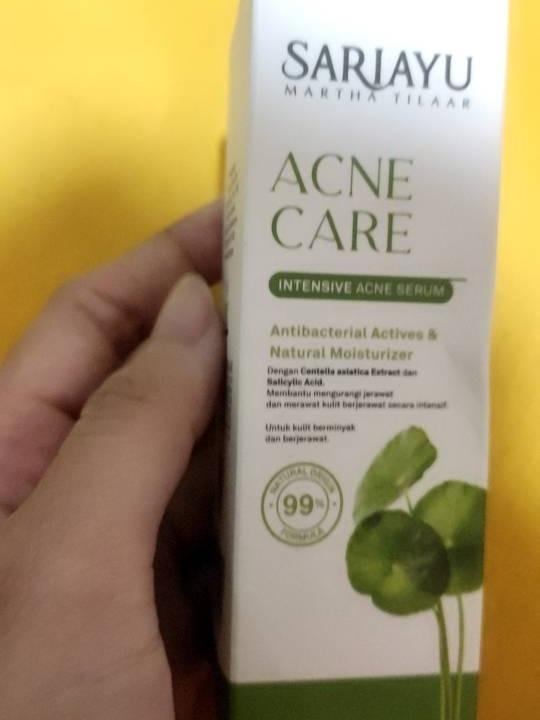 SARIAYU
MARTHA TILAAR
ACNE
CARE
INTENSIVE ACNE SERUM
Antibacterial Actives &
Natural Moisturizer
Dengan Centella asiatica Extract dan
Salicylic Acid.
Membantu mengurangi jerawat
dan merawat kulit berjerawat secara intensif.
Untuk kulit berminyak
dan berjerawat.
NATURAL ORIGIN
99%
FORMULA